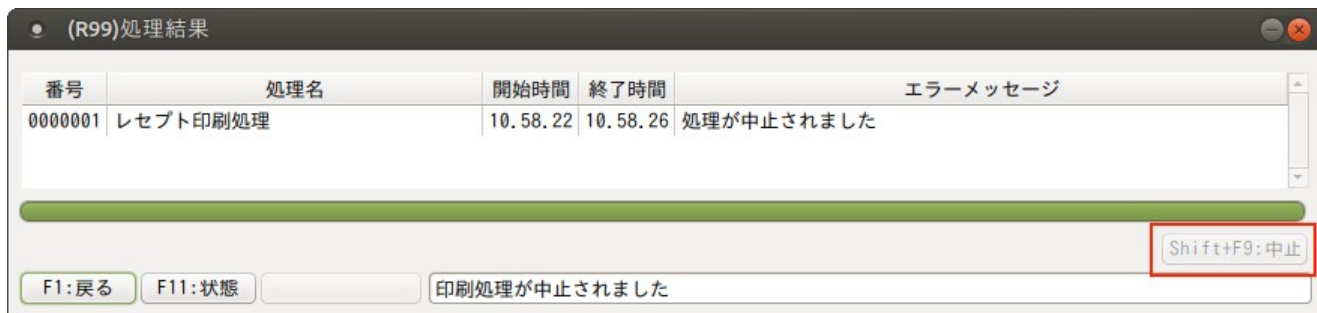 (R99)処理結果
番号 処理名 開始時間 終了時間 エラーメッセージ
0000001 レセプト印刷処理 10.58.22 10.58.26 処理が中止されました
Shift+F9:中止
F1:戻る F11:状態 印刷処理が中止されました